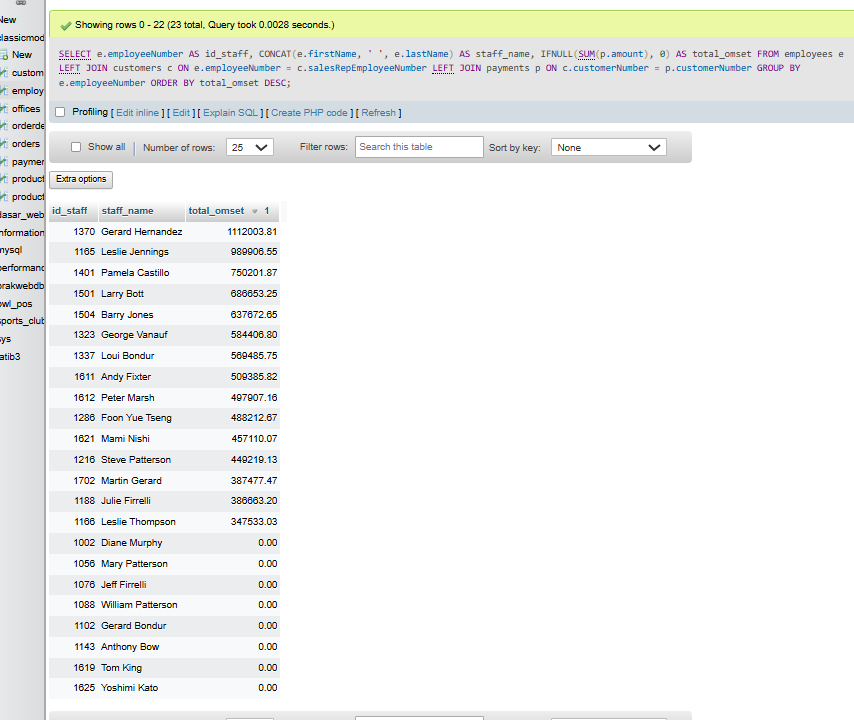 New
classicmod
New
custom
employ
offices
orderde
orders
paymer
product
product
dasar_web
information
mysql
performanc
prakwebdb
owl_pos
sports_club
sys
latib3
Showing rows 0 - 22 (23 total, Query took 0.0028 seconds.)
SELECT e.employeeNumber AS id_staff, CONCAT(e.firstName, ' ', e.lastName) AS staff_name, IFNULL(SUM(p.amount), 0) AS total_omset FROM employees e
LEFT JOIN customers c ON e.employeeNumber = c.salesRepEmployeeNumber LEFT JOIN payments p ON c.customerNumber = p.customerNumber GROUP BY
e.employeeNumber ORDER BY total_omset DESC;
Profiling [ Edit inline ] [ Edit ] [ Explain SQL ] [ Create PHP code ] [ Refresh ]
Show all Number of rows: 25 Filter rows: Search this table Sort by key: None
Extra options
id_staff staff_name total_omset 1
1370 Gerard Hernandez 1112003.81
1165 Leslie Jennings 989906.55
1401 Pamela Castillo 750201.87
1501 Larry Bott 686653.25
1504 Barry Jones 637672.65
1323 George Vanauf 584406.80
1337 Loui Bondur 569485.75
1611 Andy Fixter 509385.82
1612 Peter Marsh 497907.16
1286 Foon Yue Tseng 488212.67
1621 Mami Nishi 457110.07
1216 Steve Patterson 449219.13
1702 Martin Gerard 387477.47
1188 Julie Firrelli 386663.20
1166 Leslie Thompson 347533.03
1002 Diane Murphy 0.00
1056 Mary Patterson 0.00
1076 Jeff Firrelli 0.00
1088 William Patterson 0.00
1102 Gerard Bondur 0.00
1143 Anthony Bow 0.00
1619 Tom King 0.00
1625 Yoshimi Kato 0.00